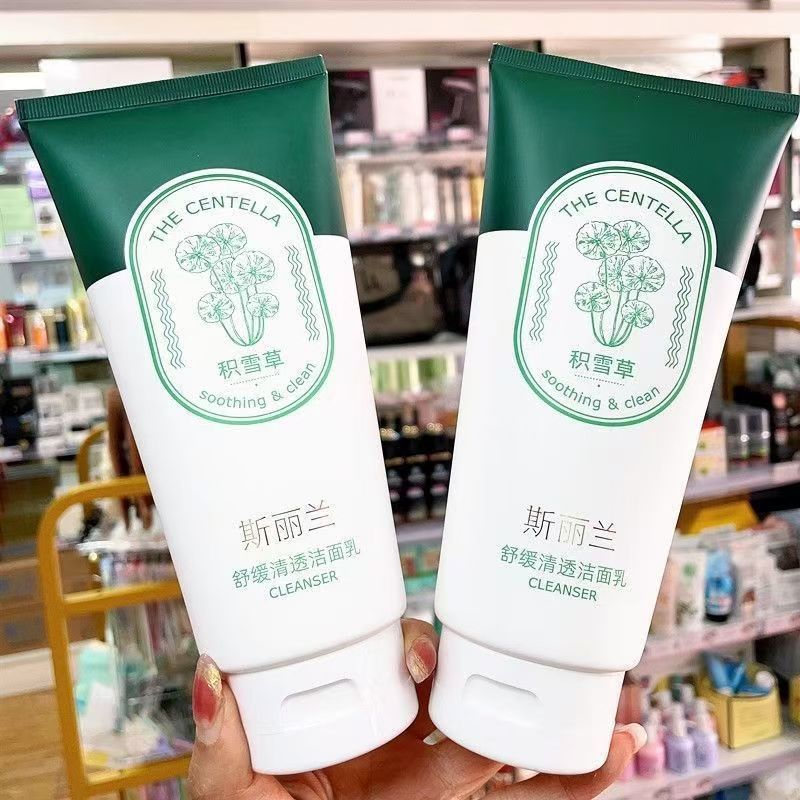 THE CENTELLA
积雪草
soothing & clean
斯丽兰
舒缓清透洁面乳
CLEANSER
THE CENTELLA
积雪草
soothing & clean
斯丽兰
舒缓清透洁面乳
CLEANSER